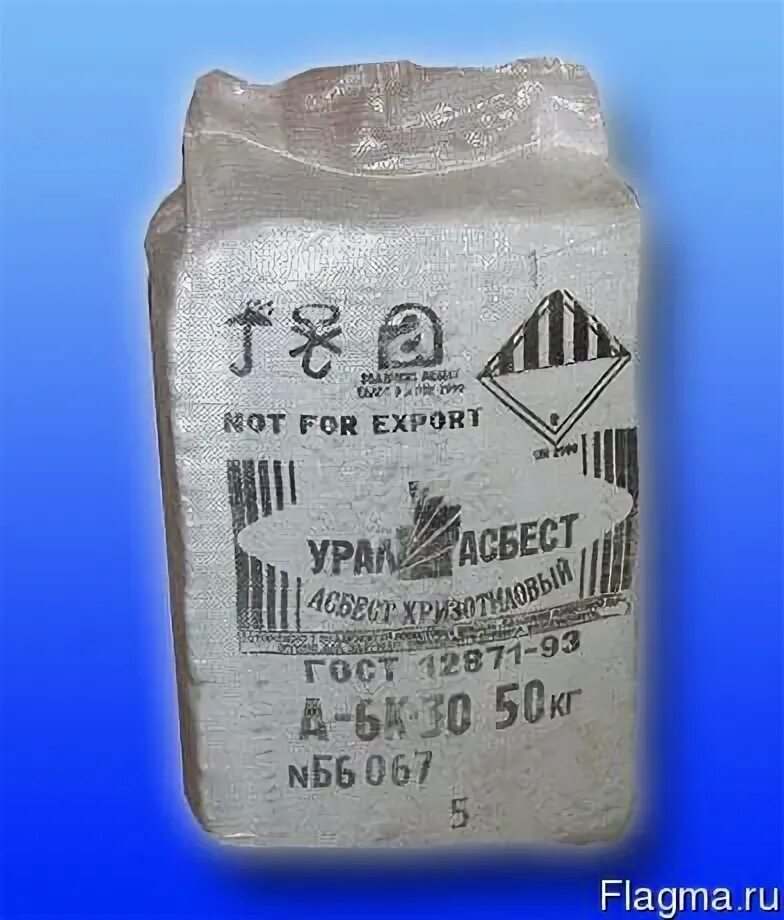 a
NOT FOR EXPORT
УРАЛ АСБЕСТ
АСБЕСТ ХРИЗОТИЛОВЫЙ
ГОСТ 12871-93
А-6К-30 50кг
№Б6 067
5
Flagma.ru